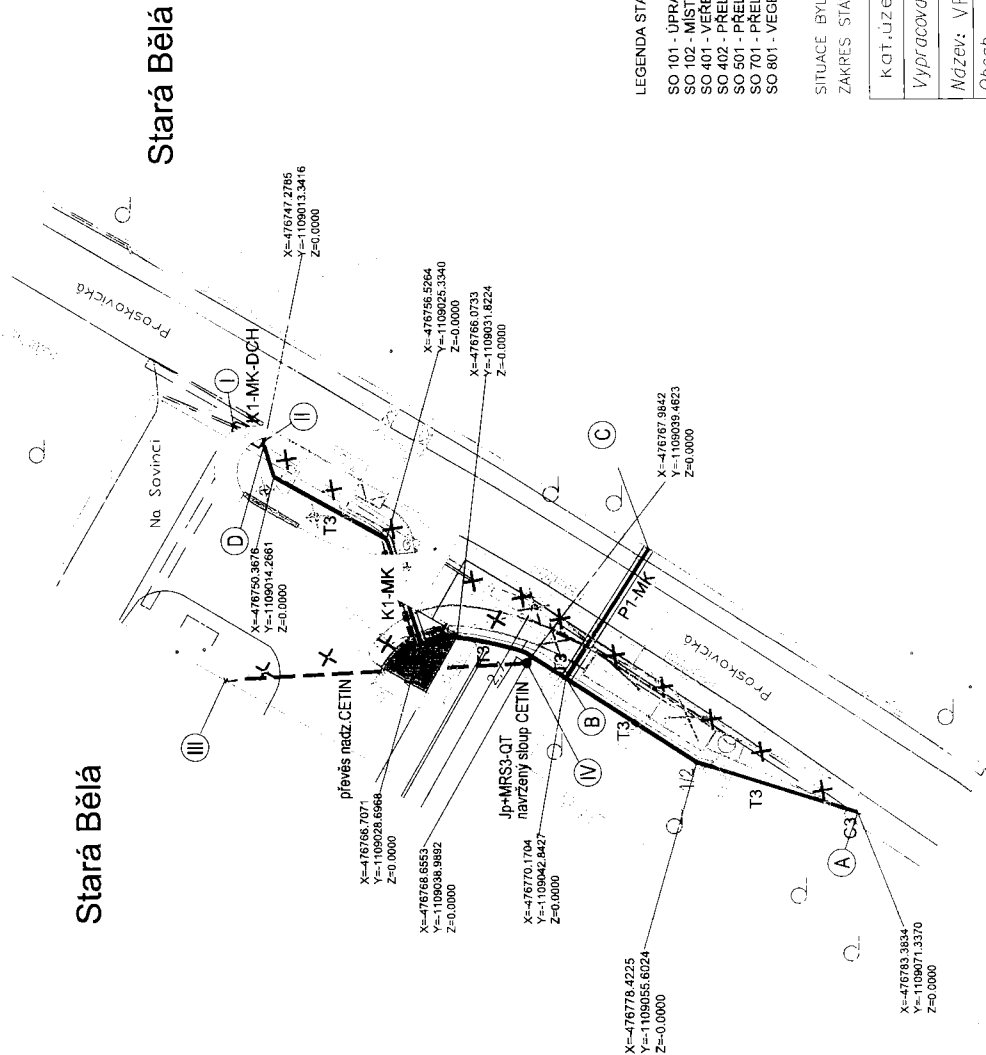 Stará Bělá
Stará Bělá
Proskovická
X=-476747.2785
Y=-1109013.3416
Z=0.0000
I
K1-MK-DCH
II
Na Sovinci
D
T3
X=-476750.3676
Y=-1109014.2661
Z=0.0000
X=-476756.5264
Y=-1109025.3340
Z=-0.0000
X=-476766.0733
Y=-1109031.8224
Z=-0.0000
K1-MK
III
převěs nadz.CETIN
X=-476766.7071
Y=-1109028.6968
Z=0.0000
X=-476768.6553
Y=-1109038.9892
Z=0.0000
T3
C
X=-476767.9842
Y=-1109039.4623
Z=0.0000
P1-MK
T3
B
Jp+MRS3-QT
navržený sloup CETIN
IV
X=-476770.1704
Y=-1109042.8427
Z=0.0000
T3
Proskovická
1/2
T3
X=-476778.4225
Y=-1109055.6024
Z=-0.0000
A
C3
X=-476783.3834
Y=-1109071.3370
Z=0.0000
LEGENDA STA
SO 101 - ÚPRA
SO 102 - MÍST
SO 401 - VEŘE
SO 402 - PŘEL
SO 501 - PŘEL
SO 701 - PŘEL
SO 801 - VEGE
SITUACE BYL
ZÁKRES STÁ
kat.úze
Vypracova
Název: VP
Obsah